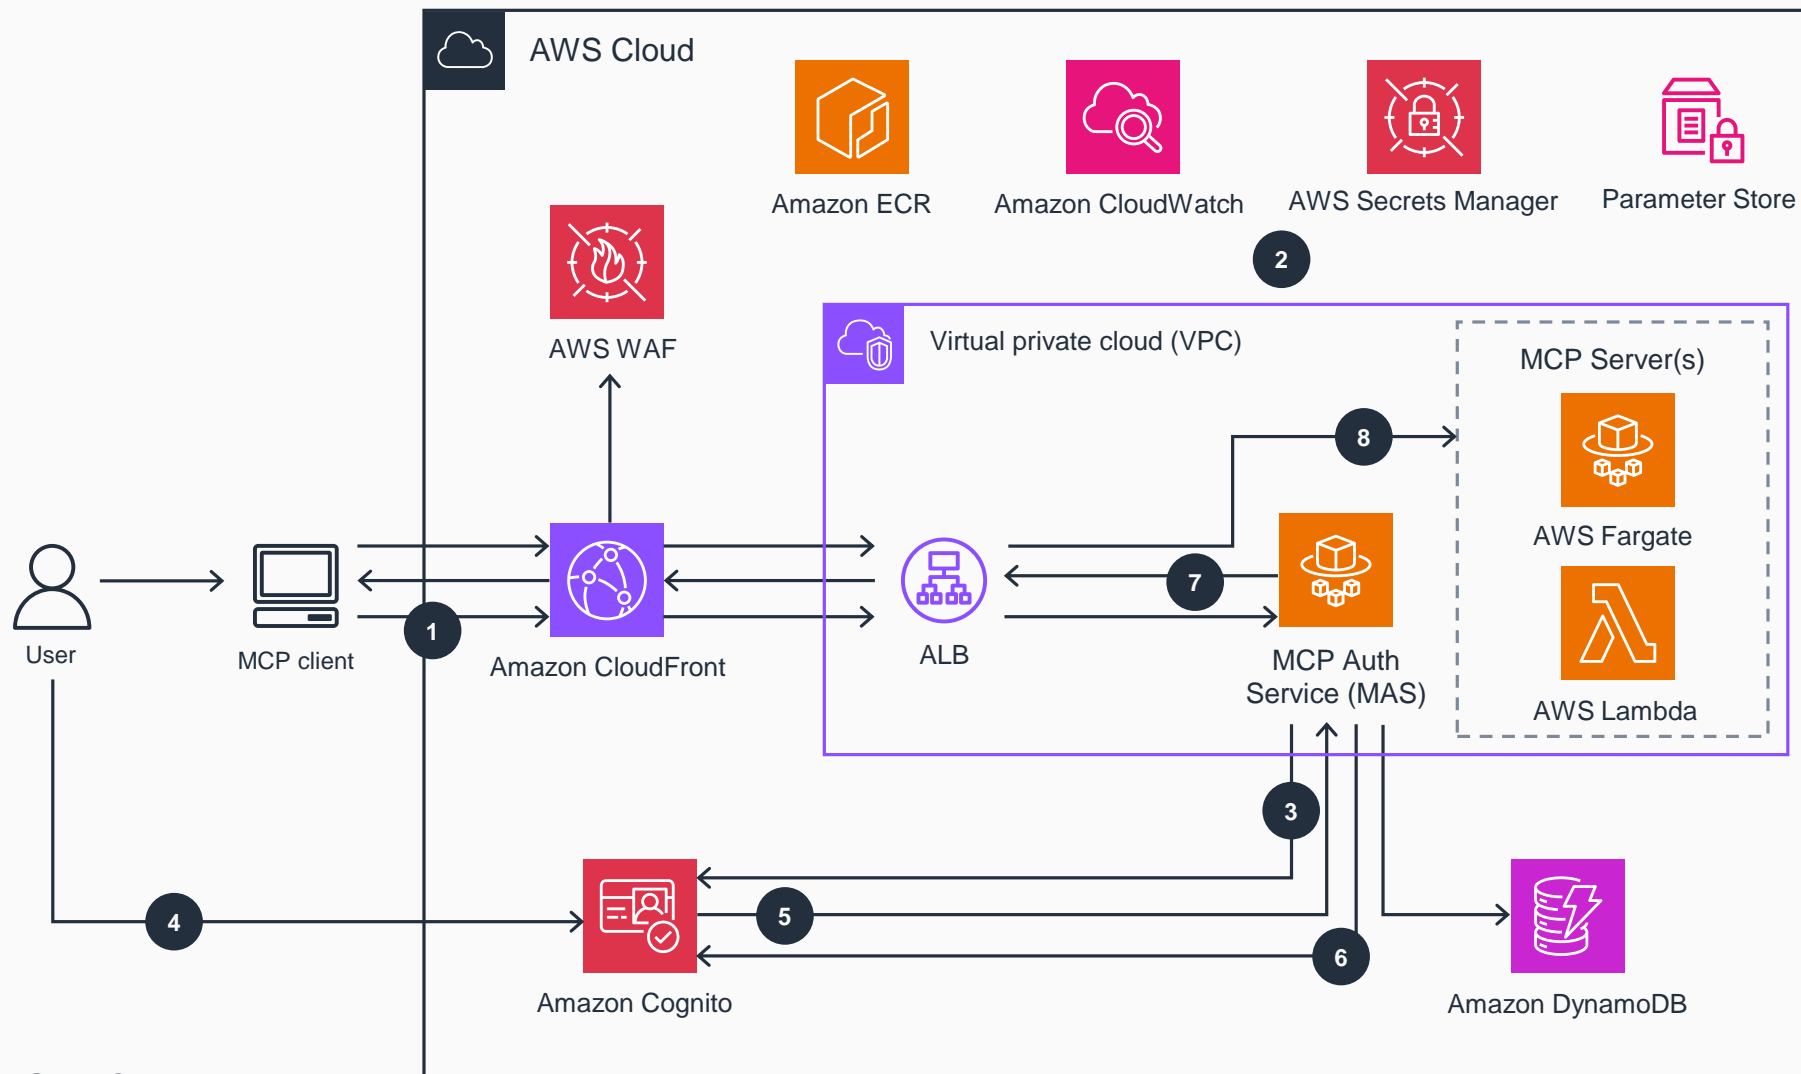 AWS Cloud
Amazon ECR
Amazon CloudWatch
AWS Secrets Manager
Parameter Store
2
AWS WAF
Virtual private cloud (VPC)
MCP Server(s)
8
AWS Fargate
7
1
User
MCP client
Amazon CloudFront
ALB
MCP Auth
Service (MAS)
AWS Lambda
3
4
5
6
Amazon Cognito
Amazon DynamoDB